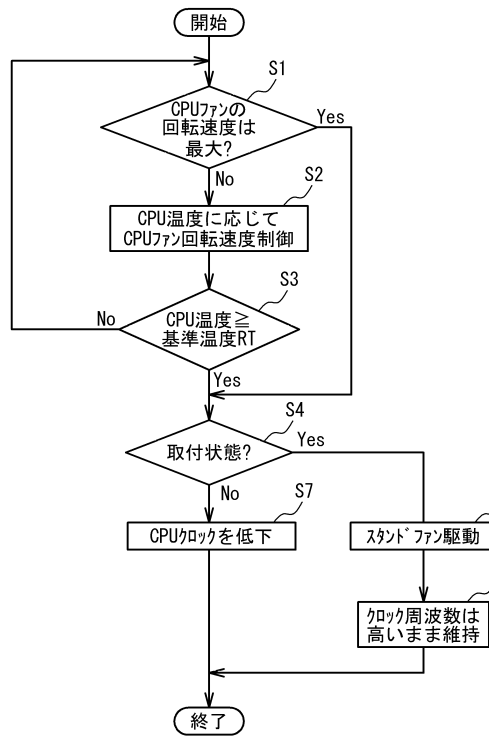 開始
S1
CPUﾌｧﾝの
回転速度は
最大?
Yes
No
S2
CPU温度に応じて
CPUﾌｧﾝ回転速度制御
S3
No
CPU温度≧
基準温度RT
Yes
S4
取付状態?
Yes
No
S7
CPUｸﾛｯｸを低下
ｽﾀﾝﾄﾞﾌｧﾝ駆動
ｸﾛｯｸ周波数は
高いまま維持
終了